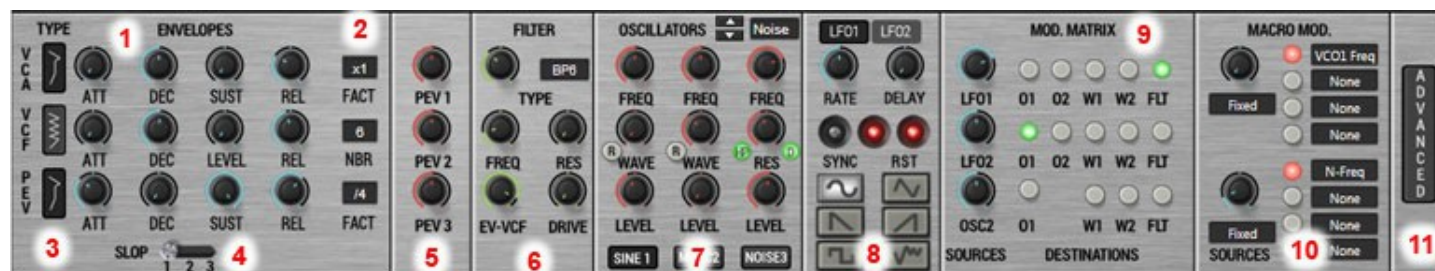 TYPE 1 ENVELOPES 2
VCA
ATT DEC SUST REL x1 FACT
VCF
ATT DEC LEVEL REL 6 NBR
PEV
ATT DEC SUST REL /4 FACT
3 SLOP 1 2 3 4
PEV 1
PEV 2
PEV 3
5
FILTER
BP6
TYPE
FREQ RES
EV-VCF DRIVE
6
OSCILLATORS Noise
FREQ FREQ FREQ
R WAVE R WAVE RES
LEVEL LEVEL LEVEL
SINE 1 7 NOISE3
LFO1 LFO2
RATE DELAY
SYNC RST
8
MOD. MATRIX 9
LFO1 O1 O2 W1 W2 FLT
LFO2 O1 O2 W1 W2 FLT
OSC2 O1 W1 W2 FLT
SOURCES DESTINATIONS
MACRO MOD.
VCO1 Freq
None
Fixed None
None
N-Freq
None
Fixed None
SOURCES 10 None
ADVANCED
11